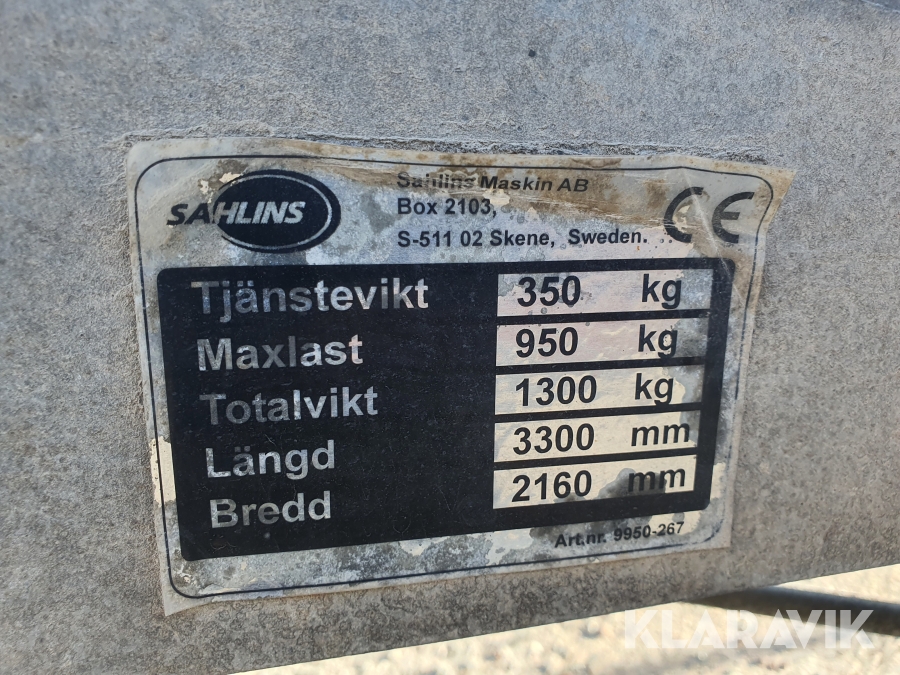 SAHLINS
Sahlins Maskin AB
Box 2103,
S-511 02 Skene, Sweden.
CE
Tjänstevikt 350 kg
Maxlast 950 kg
Totalvikt 1300 kg
Längd 3300 mm
Bredd 2160 mm
Art.nr. 9950-267
KLARAVIK